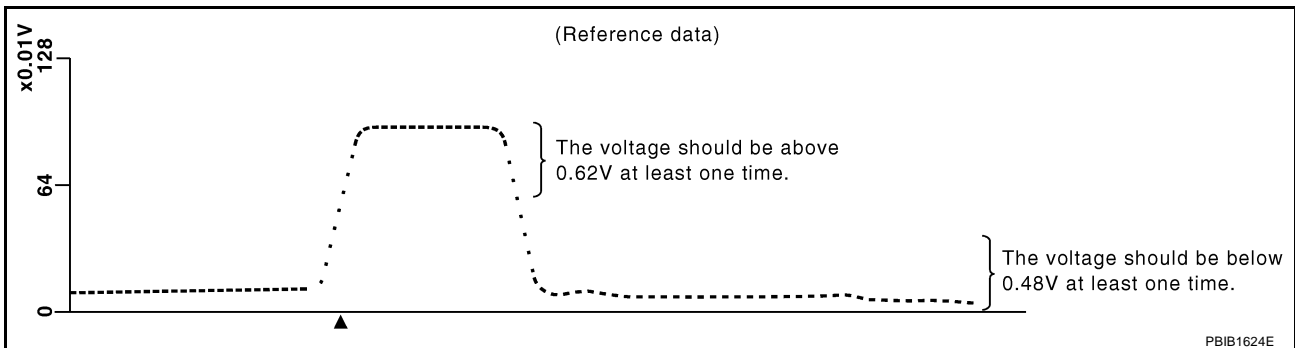 (Reference data)
x0.01V
128
64
0
The voltage should be above
0.62V at least one time.
The voltage should be below
0.48V at least one time.
PBIB1624E